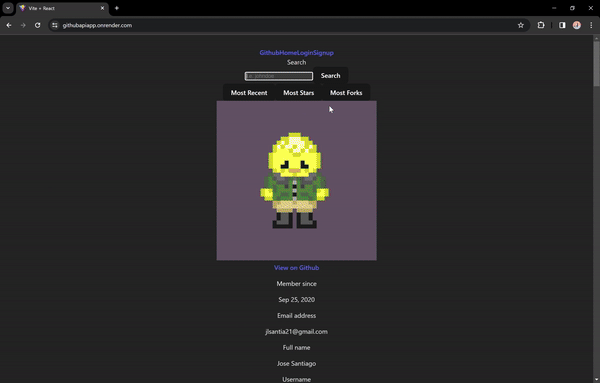 Vite + React
githubapiapp.onrender.com
GithubHomeLoginSignup
Search
Search
Most Recent Most Stars Most Forks
View on Github
Member since
Sep 25, 2020
Email address
jlsantia21@gmail.com
Full name
Jose Santiago
Username